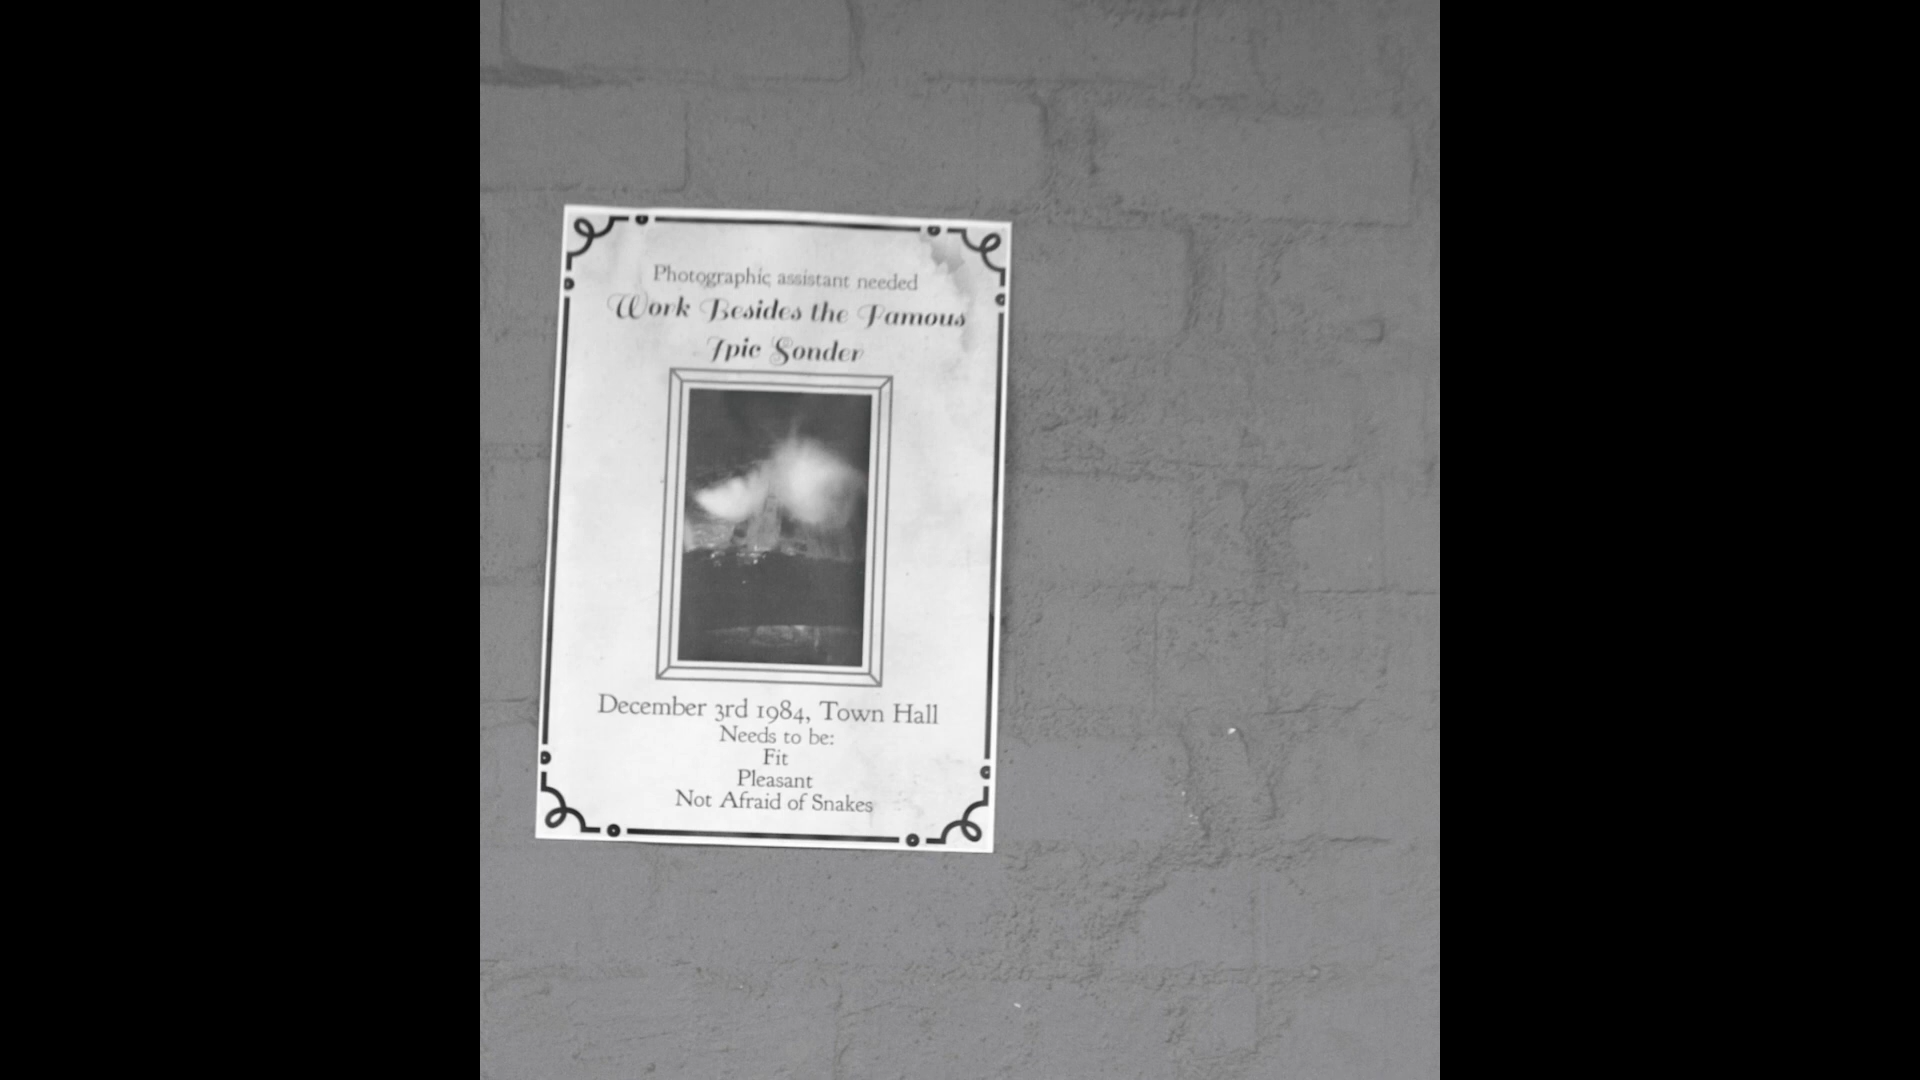 Photographic assistant needed
Work Besides the Famous
Ipic Sonder
December 3rd 1984, Town Hall
Needs to be:
Fit
Pleasant
Not Afraid of Snakes